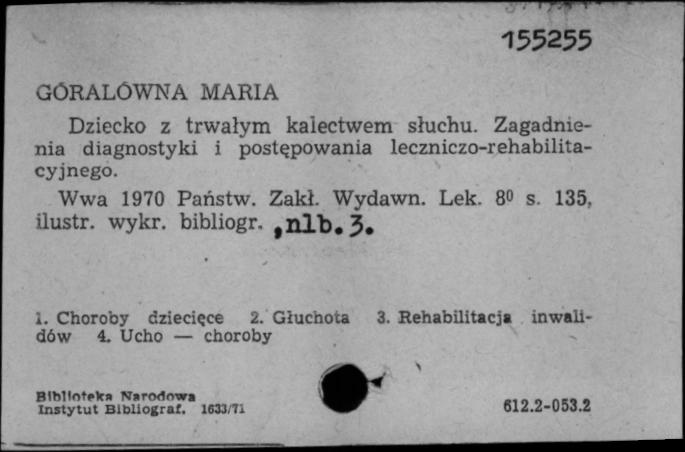 155255
GÓRALÓWNA MARIA
Dziecko z trwałym kalectwem słuchu. Zagadnie-
nia diagnostyki i postępowania leczniczo-rehabilita-
cyjnego.
Wwa 1970 Państw. Zakł. Wydawn. Lek. 8⁰ s. 135,
ilustr. wykr. bibliogr. ,nlb. 3.
1. Choroby dziecięce 2. Głuchota 3. Rehabilitacja inwali-
dów 4. Ucho — choroby
Biblioteka Narodowa
Instytut Bibliograf. 1633/71
612.2-053.2